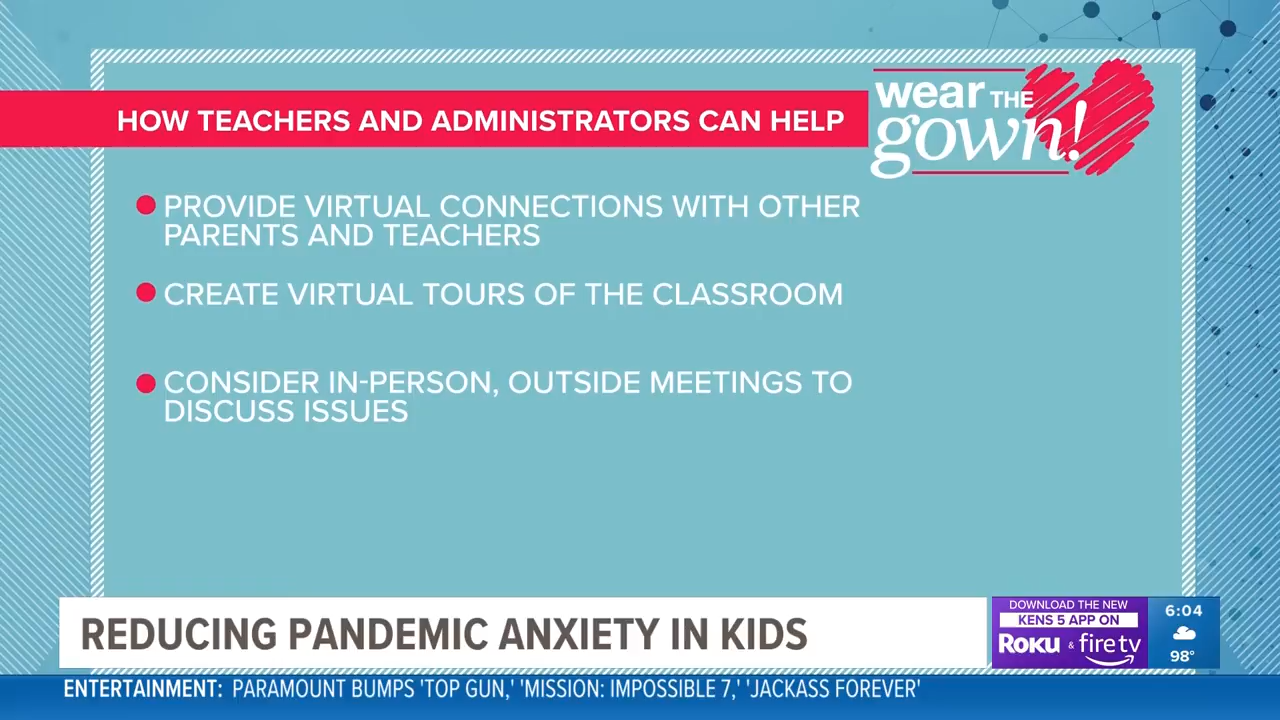 wear THE
gown!
HOW TEACHERS AND ADMINISTRATORS CAN HELP
PROVIDE VIRTUAL CONNECTIONS WITH OTHER
PARENTS AND TEACHERS
CREATE VIRTUAL TOURS OF THE CLASSROOM
CONSIDER IN-PERSON, OUTSIDE MEETINGS TO
DISCUSS ISSUES
REDUCING PANDEMIC ANXIETY IN KIDS
DOWNLOAD THE NEW
KENS 5 APP ON
ROKU & fire tv
6:04
98°
ENTERTAINMENT: PARAMOUNT BUMPS 'TOP GUN,' 'MISSION: IMPOSSIBLE 7,' 'JACKASS FOREVER'